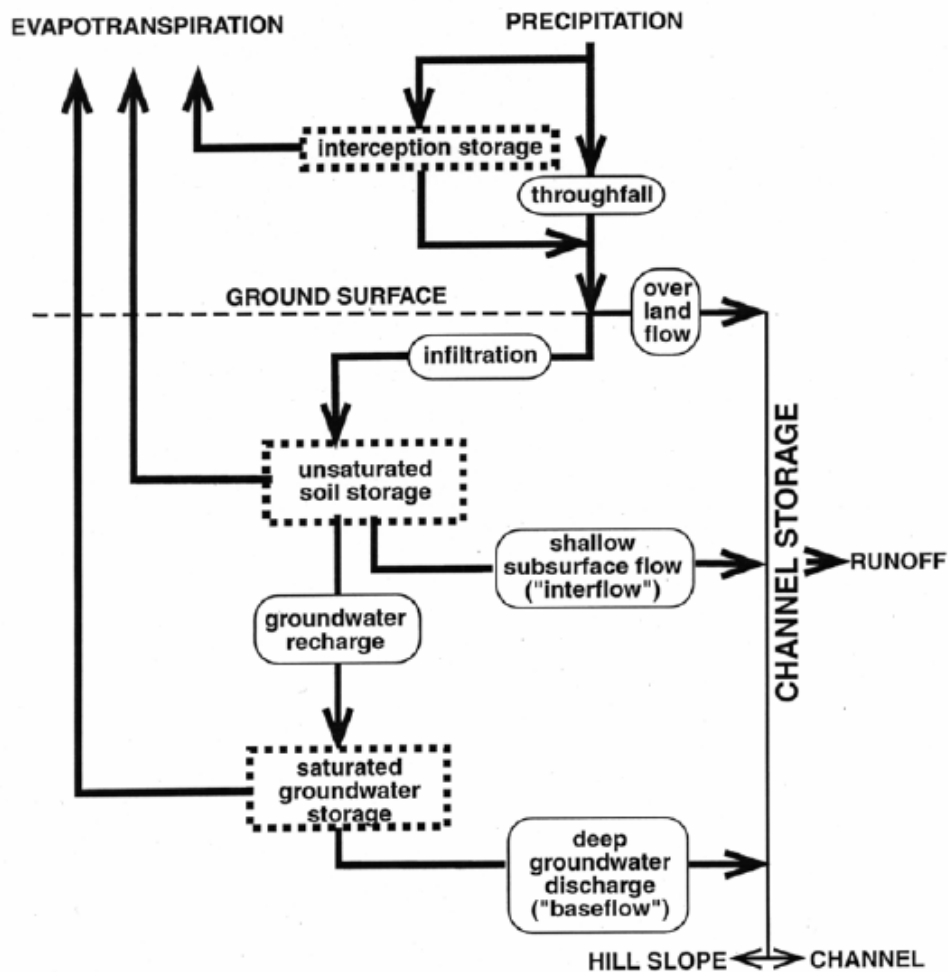 EVAPOTRANSPIRATION
PRECIPITATION
interception storage
throughfall
GROUND SURFACE
over
land
flow
infiltration
unsaturated
soil storage
shallow
subsurface flow
("interflow")
CHANNEL STORAGE
RUNOFF
groundwater
recharge
saturated
groundwater
storage
deep
groundwater
discharge
("baseflow")
HILL SLOPE
CHANNEL